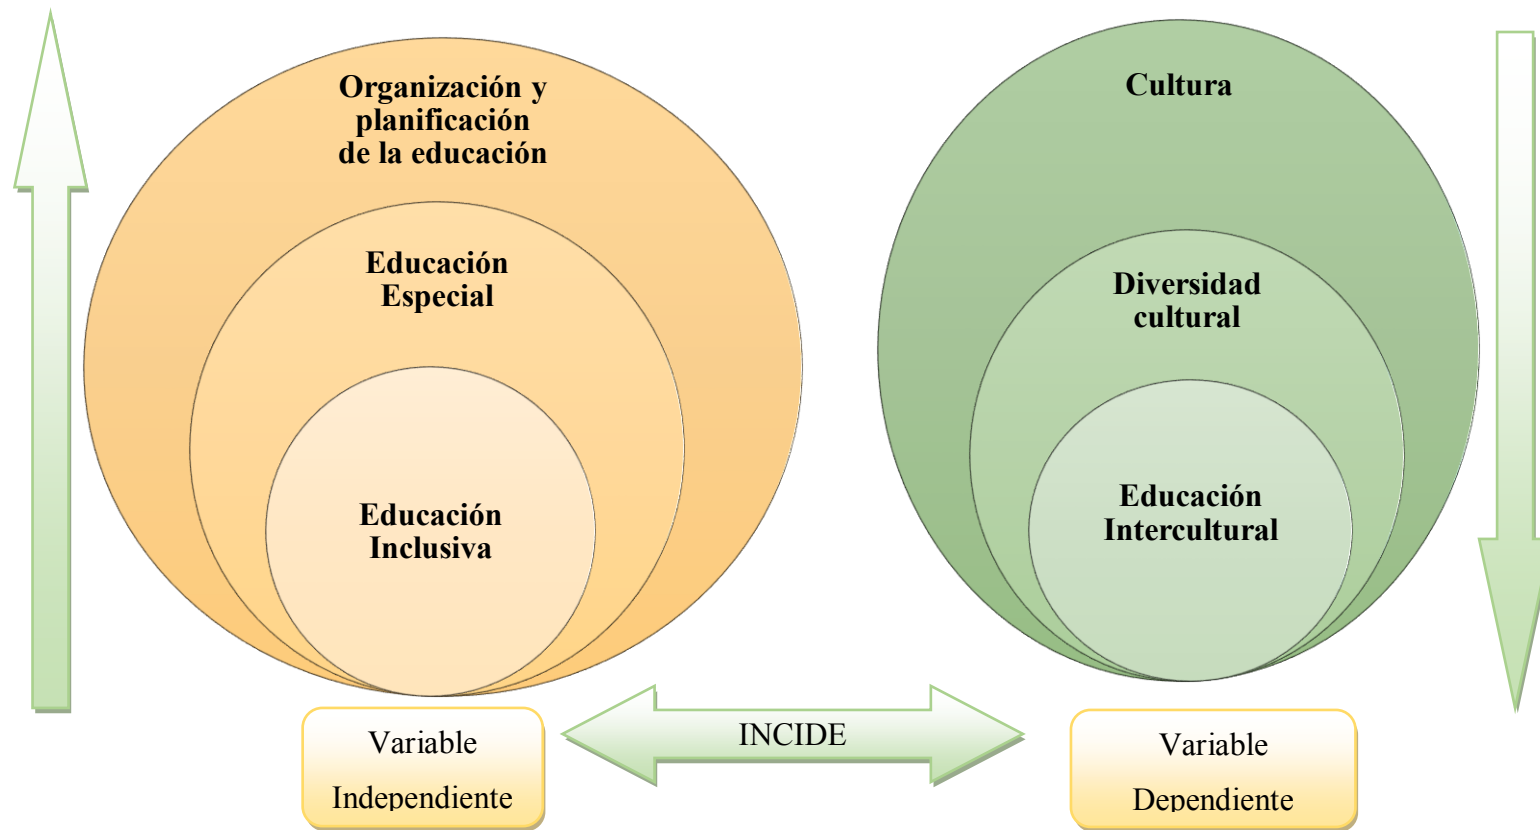 Organización y
planificación
de la educación
Educación
Especial
Educación
Inclusiva
Cultura
Diversidad
cultural
Educación
Intercultural
Variable
Independiente
INCIDE
Variable
Dependiente